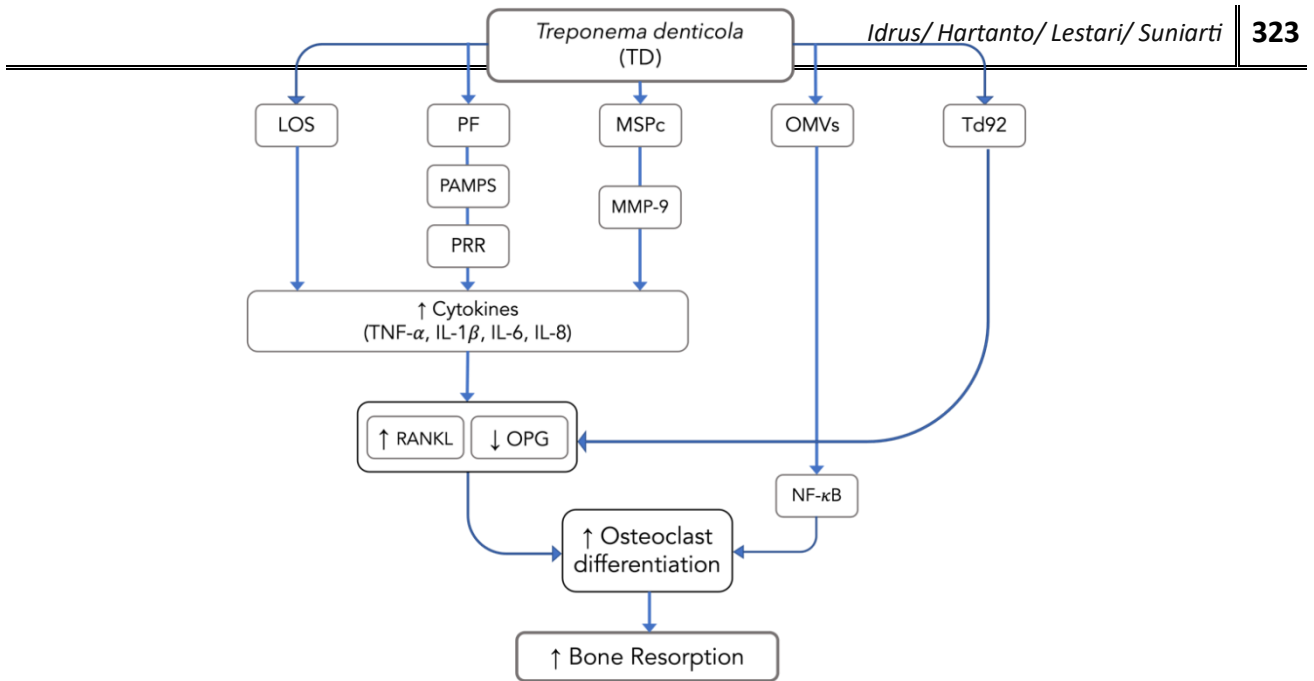 Idrus/ Hartanto/ Lestari/ Suniarti 323
Treponema denticola
(TD)
LOS
PF
MSPc
OMVs
Td92
PAMPS
MMP-9
PRR
↑ Cytokines
(TNF-α, IL-1β, IL-6, IL-8)
↑ RANKL
↓ OPG
NF-κB
↑ Osteoclast
differentiation
↑ Bone Resorption